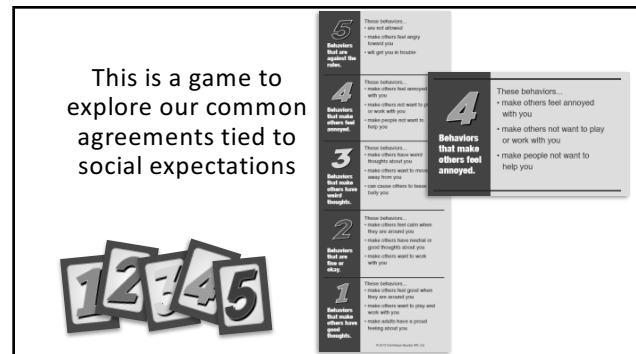 This is a game to
explore our common
agreements tied to
social expectations
1 2 3 4 5
5
Behaviors
that are
against the
rules.
These behaviors...
• are not allowed
• make others feel angry
toward you
• will get you in trouble
4
Behaviors
that make
others feel
annoyed.
These behaviors...
• make others feel annoyed
with you
• make others not want to pl
or work with you
• make people not want to
help you
3
Behaviors
that make
others have
weird
thoughts.
These behaviors...
• make others have weird
thoughts about you
• make others want to move
away from you
• can cause others to tease
bully you
2
Behaviors
that are
fine or
okay.
These behaviors...
• make others feel calm when
they are around you
• make others have neutral or
good thoughts about you
• make others want to work
with you
1
Behaviors
that make
others have
good
thoughts.
These behaviors...
• make others feel good when
they are around you
• make others want to play and
work with you
• make adults have a proud
feeling about you
4
Behaviors
that make
others feel
annoyed.
These behaviors...
• make others feel annoyed
with you
• make others not want to play
or work with you
• make people not want to
help you